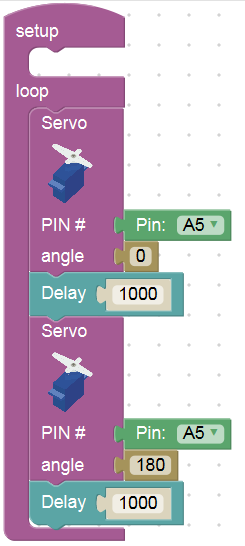 setup
loop
Servo
PIN # Pin: A5
angle 0
Delay 1000
Servo
PIN # Pin: A5
angle 180
Delay 1000